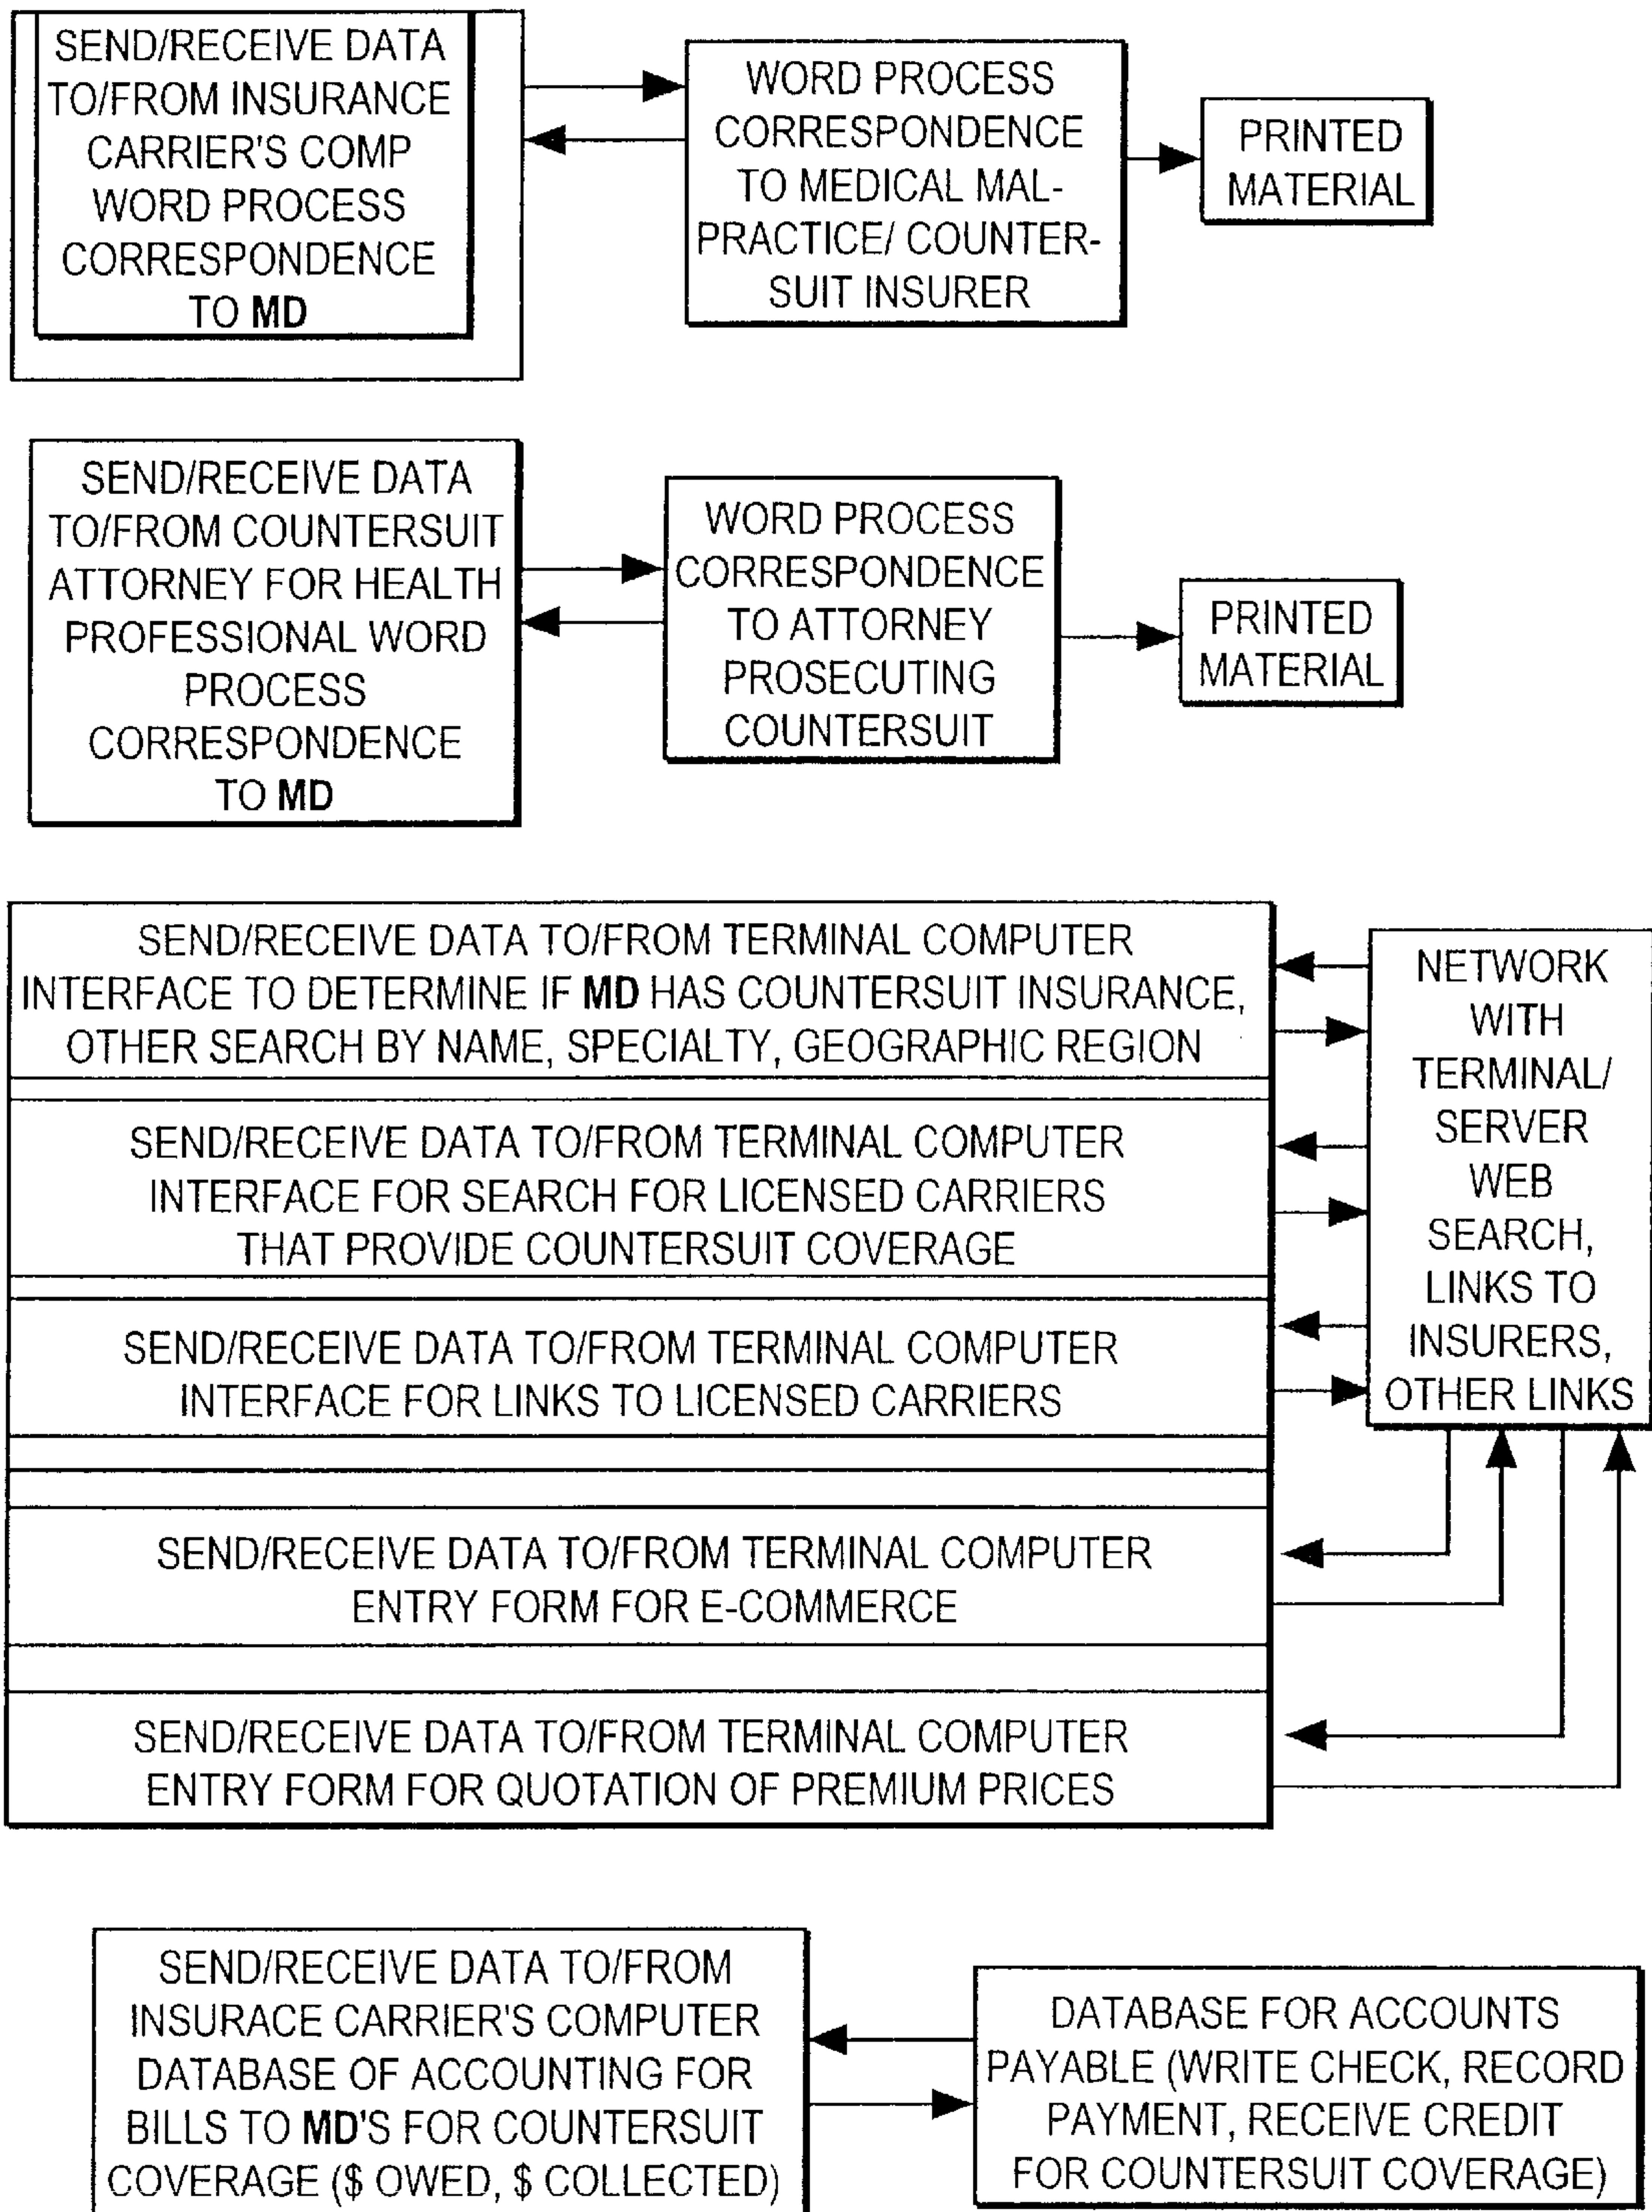 SEND/RECEIVE DATA
TO/FROM INSURANCE
CARRIER'S COMP
WORD PROCESS
CORRESPONDENCE
TO MD
WORD PROCESS
CORRESPONDENCE
TO MEDICAL MAL-
PRACTICE/ COUNTER-
SUIT INSURER
PRINTED
MATERIAL
SEND/RECEIVE DATA
TO/FROM COUNTERSUIT
ATTORNEY FOR HEALTH
PROFESSIONAL WORD
PROCESS
CORRESPONDENCE
TO MD
WORD PROCESS
CORRESPONDENCE
TO ATTORNEY
PROSECUTING
COUNTERSUIT
PRINTED
MATERIAL
SEND/RECEIVE DATA TO/FROM TERMINAL COMPUTER
INTERFACE TO DETERMINE IF MD HAS COUNTERSUIT INSURANCE,
OTHER SEARCH BY NAME, SPECIALTY, GEOGRAPHIC REGION
SEND/RECEIVE DATA TO/FROM TERMINAL COMPUTER
INTERFACE FOR SEARCH FOR LICENSED CARRIERS
THAT PROVIDE COUNTERSUIT COVERAGE
SEND/RECEIVE DATA TO/FROM TERMINAL COMPUTER
INTERFACE FOR LINKS TO LICENSED CARRIERS
SEND/RECEIVE DATA TO/FROM TERMINAL COMPUTER
ENTRY FORM FOR E-COMMERCE
SEND/RECEIVE DATA TO/FROM TERMINAL COMPUTER
ENTRY FORM FOR QUOTATION OF PREMIUM PRICES
NETWORK
WITH
TERMINAL/
SERVER
WEB
SEARCH,
LINKS TO
INSURERS,
OTHER LINKS
SEND/RECEIVE DATA TO/FROM
INSURACE CARRIER'S COMPUTER
DATABASE OF ACCOUNTING FOR
BILLS TO MD'S FOR COUNTERSUIT
COVERAGE ($ OWED, $ COLLECTED)
DATABASE FOR ACCOUNTS
PAYABLE (WRITE CHECK, RECORD
PAYMENT, RECEIVE CREDIT
FOR COUNTERSUIT COVERAGE)